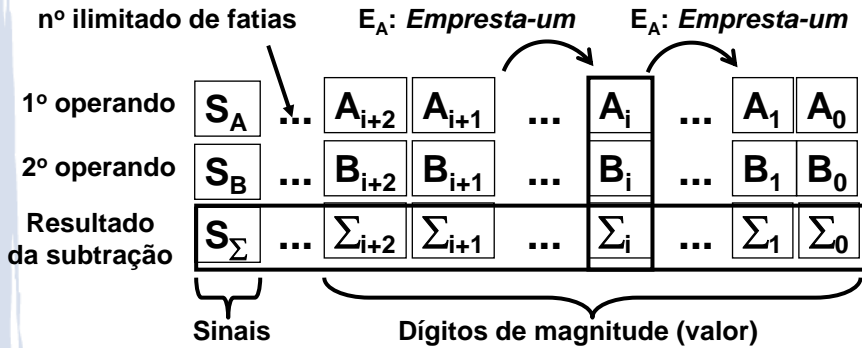 nº ilimitado de fatias E_A: Empresta-um E_A: Empresta-um
1º operando S_A ... A_{i+2} A_{i+1} ... A_i ... A_1 A_0
2º operando S_B ... B_{i+2} B_{i+1} ... B_i ... B_1 B_0
Resultado
da subtração S_Σ ... Σ_{i+2} Σ_{i+1} ... Σ_i ... Σ_1 Σ_0
Sinais Dígitos de magnitude (valor)